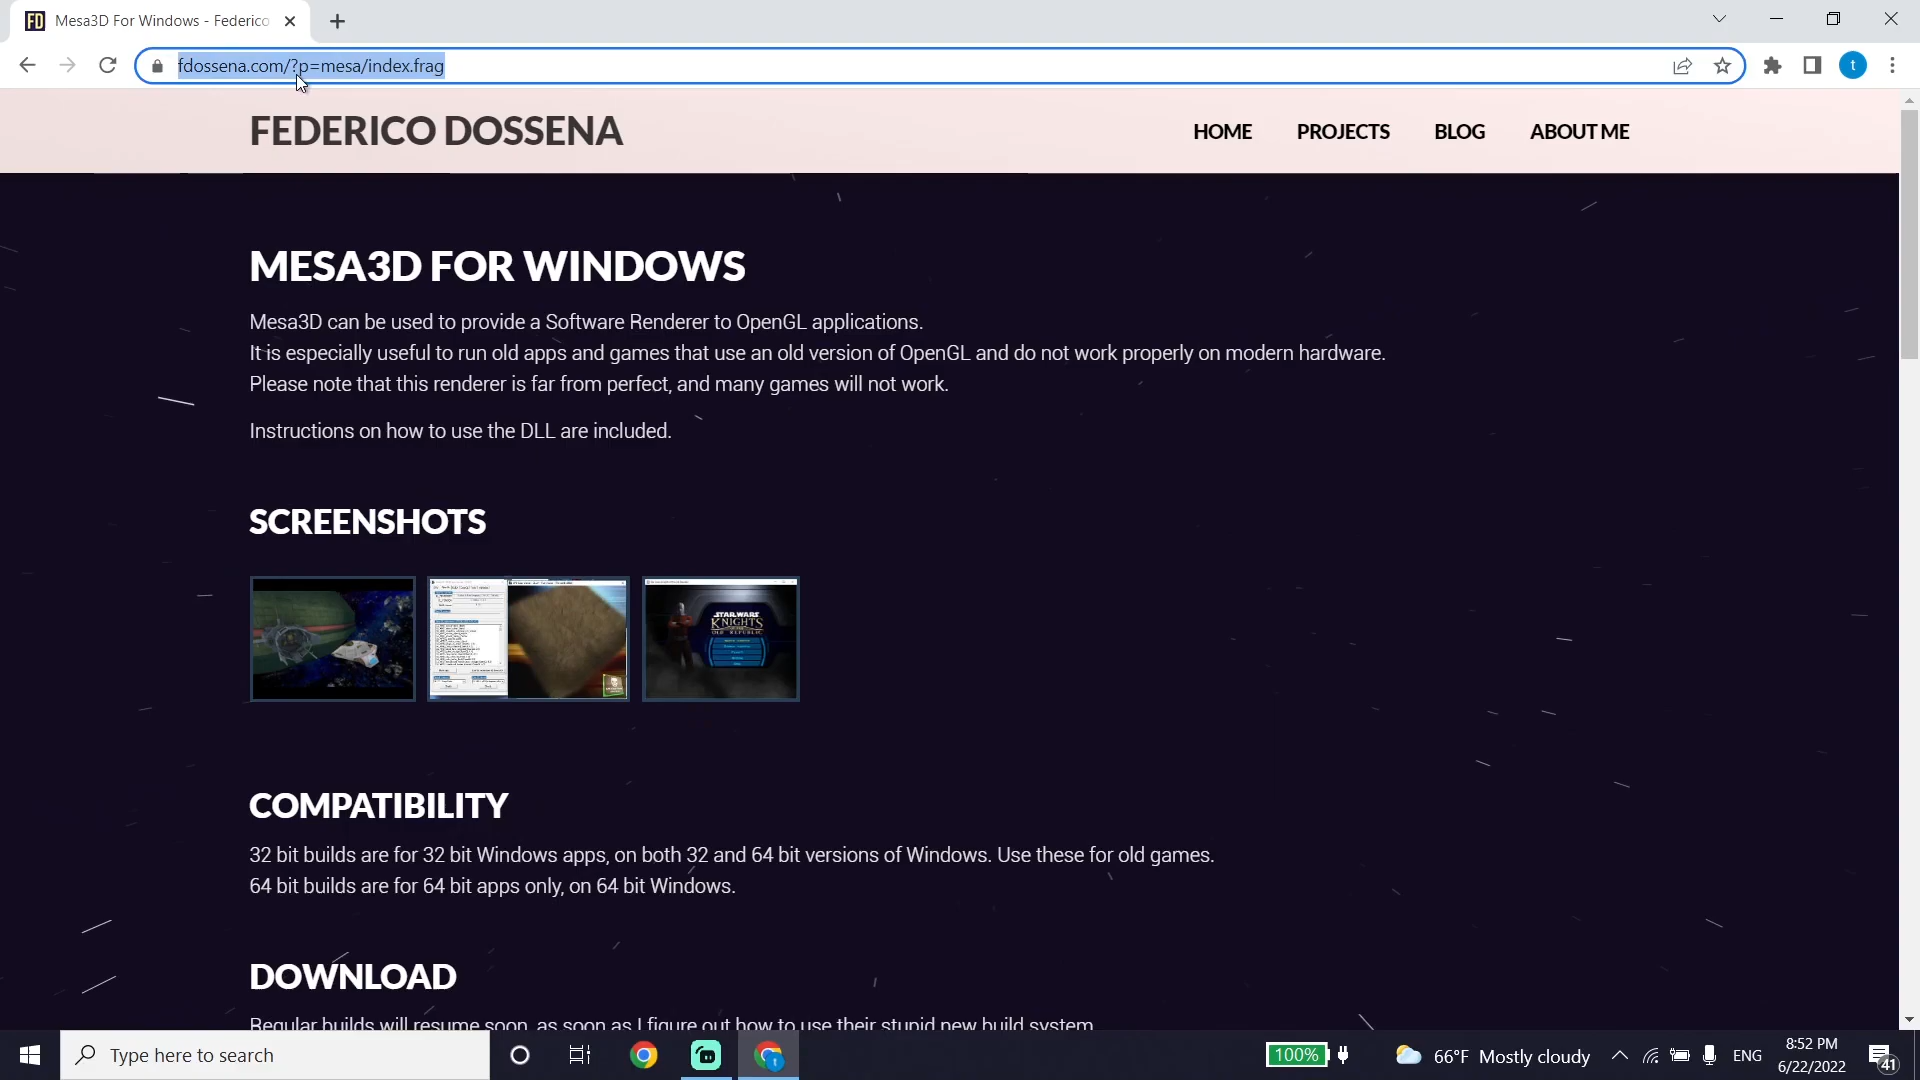 FD Mesa3D For Windows - Federico
fdossena.com/?p=mesa/index.frag
t
FEDERICO DOSSENA
HOME
PROJECTS
BLOG
ABOUT ME
MESA3D FOR WINDOWS
Mesa3D can be used to provide a Software Renderer to OpenGL applications.
It is especially useful to run old apps and games that use an old version of OpenGL and do not work properly on modern hardware.
Please note that this renderer is far from perfect, and many games will not work.
Instructions on how to use the DLL are included.
SCREENSHOTS
STAR WARS
KNIGHTS
OLD REPUBLIC
COMPATIBILITY
32 bit builds are for 32 bit Windows apps, on both 32 and 64 bit versions of Windows. Use these for old games.
64 bit builds are for 64 bit apps only, on 64 bit Windows.
DOWNLOAD
Regular builds will resume soon, as soon as I figure out how to use their stupid new build system
Type here to search
t
100%
66°F Mostly cloudy
ENG
8:52 PM
6/22/2022
41